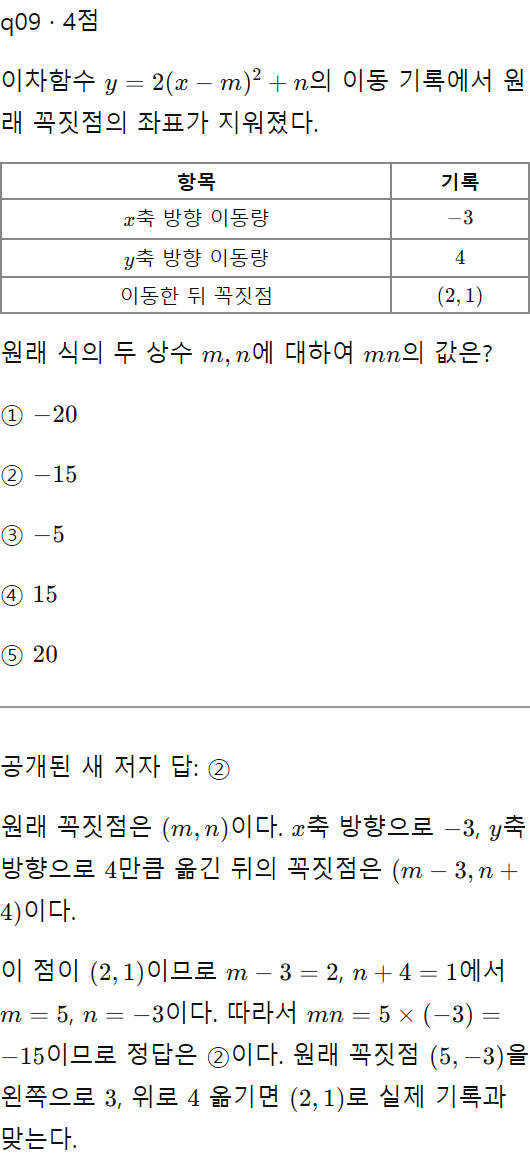 q09 · 4점
이차함수 y = 2(x − m)² + n의 이동 기록에서 원
래 꼭짓점의 좌표가 지워졌다.
항목 기록
x축 방향 이동량 −3
y축 방향 이동량 4
이동한 뒤 꼭짓점 (2, 1)
원래 식의 두 상수 m, n에 대하여 mn의 값은?
① −20
② −15
③ −5
④ 15
⑤ 20
공개된 새 저자 답: ②
원래 꼭짓점은 (m, n)이다. x축 방향으로 −3, y축
방향으로 4만큼 옮긴 뒤의 꼭짓점은 (m − 3, n +
4)이다.
이 점이 (2, 1)이므로 m − 3 = 2, n + 4 = 1에서
m = 5, n = −3이다. 따라서 mn = 5 × (−3) =
−15이므로 정답은 ②이다. 원래 꼭짓점 (5, −3)을
왼쪽으로 3, 위로 4 옮기면 (2, 1)로 실제 기록과
맞는다.